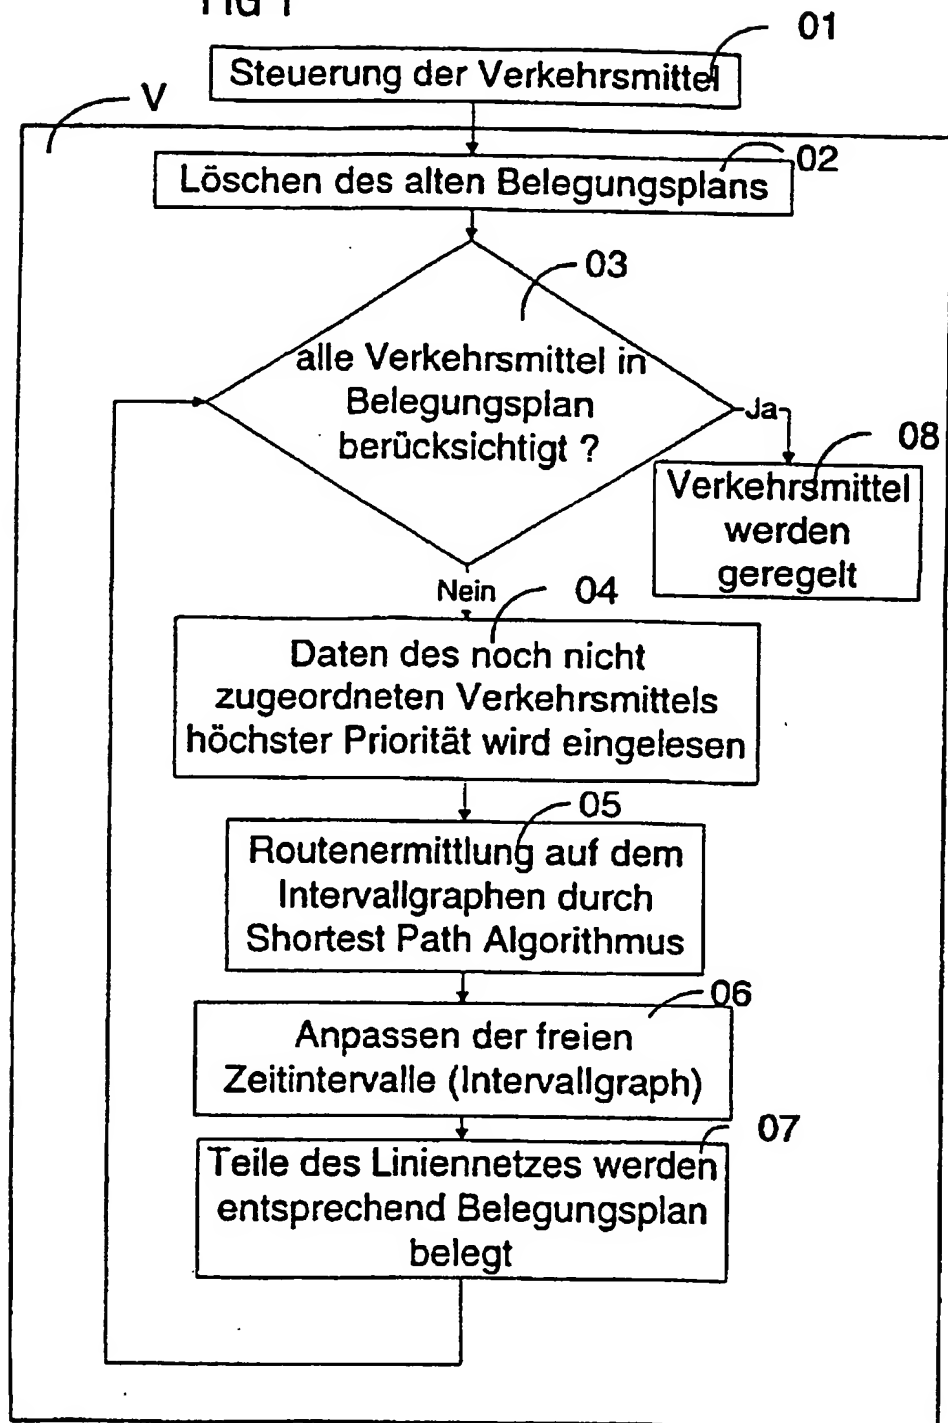 FIG 1
01
Steuerung der Verkehrsmittel
V
02
Löschen des alten Belegungsplans
03
alle Verkehrsmittel in
Belegungsplan
berücksichtigt ?
Ja
08
Verkehrsmittel
werden
geregelt
Nein
04
Daten des noch nicht
zugeordneten Verkehrsmittels
höchster Priorität wird eingelesen
05
Routenermittlung auf dem
Intervallgraphen durch
Shortest Path Algorithmus
06
Anpassen der freien
Zeitintervalle (Intervallgraph)
07
Teile des Liniennetzes werden
entsprechend Belegungsplan
belegt